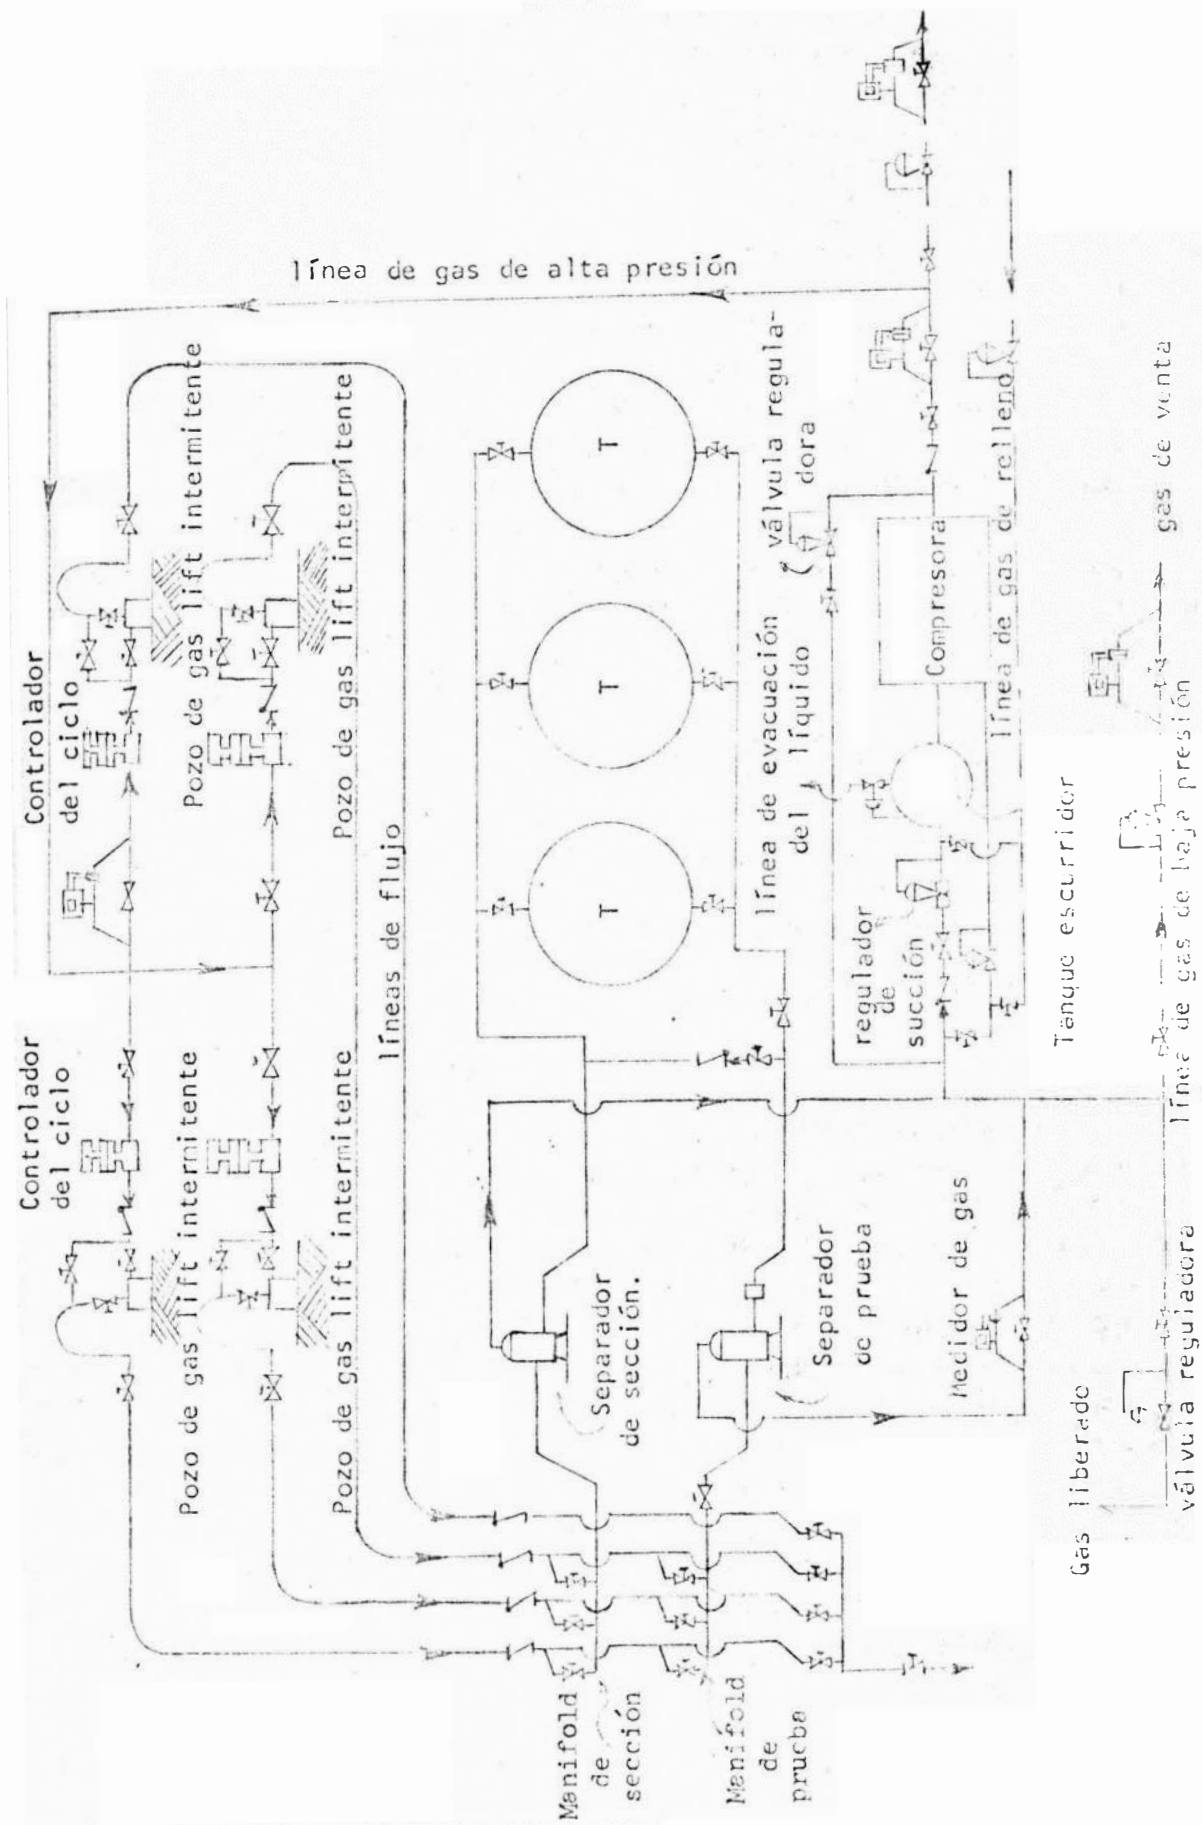 línea de gas de alta presión
Controlador
del ciclo
Controlador
del ciclo
Pozo de gas lift intermitente
Pozo de gas lift intermitente
Pozo de gas lift intermitente
Pozo de gas lift intermitente
líneas de flujo
T
T
T
línea de evacuación
del líquido
válvula regula-
dora
Compresora
línea de gas de relleno
regulador
de
succión
Tanque escurridor
Separador
de sección.
Separador
de prueba
Medidor de gas
Manifold
de
sección
Manifold
de
prueba
Gas liberado
válvula reguladora
línea de gas de baja presión
gas de venta